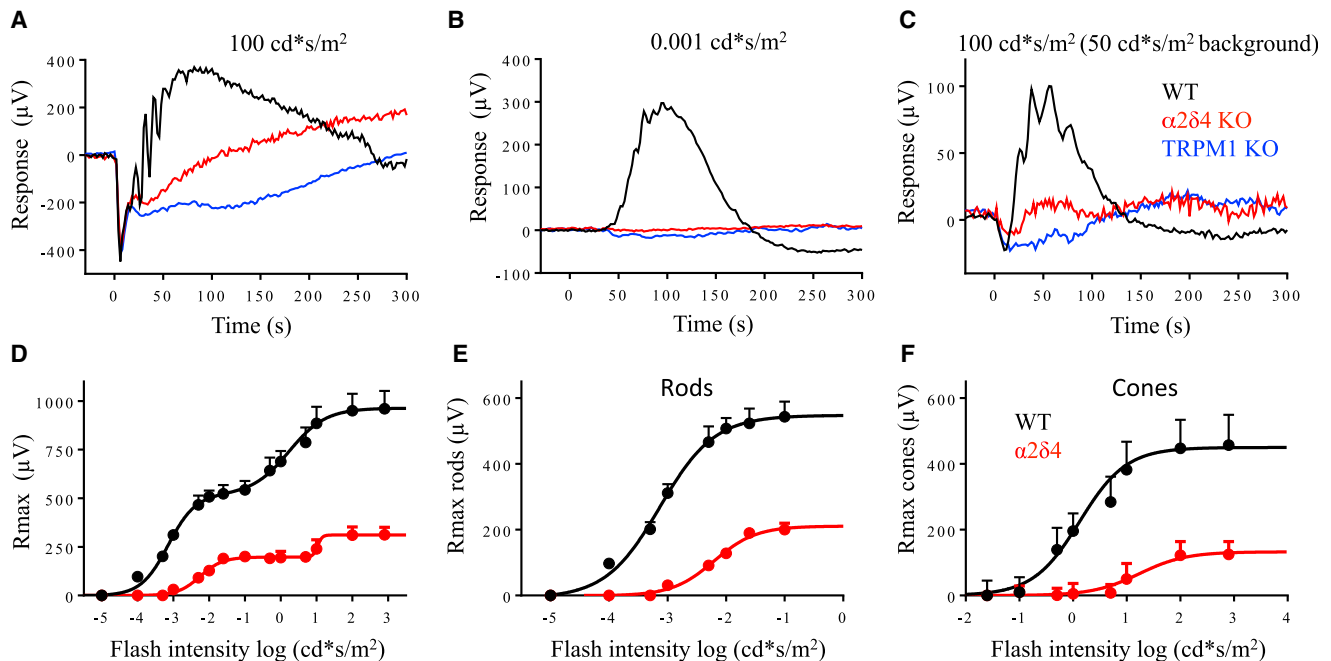 A
100 cd*s/m²
Response (µV)
400
200
0
-200
-400
0 50 100 150 200 250 300
Time (s)
B
0.001 cd*s/m²
Response (µV)
400
300
200
100
0
-100
0 50 100 150 200 250 300
Time (s)
C
100 cd*s/m² (50 cd*s/m² background)
Response (µV)
100
50
0
0 50 100 150 200 250 300
Time (s)
WT
α2δ4 KO
TRPM1 KO
D
Rmax (µV)
1000
750
500
250
0
-5 -4 -3 -2 -1 0 1 2 3
Flash intensity log (cd*s/m²)
E
Rods
Rmax rods (µV)
600
400
200
0
-5 -4 -3 -2 -1 0
Flash intensity log (cd*s/m²)
F
Cones
Rmax cones (µV)
600
400
200
0
-2 -1 0 1 2 3 4
Flash intensity log (cd*s/m²)
WT
α2δ4